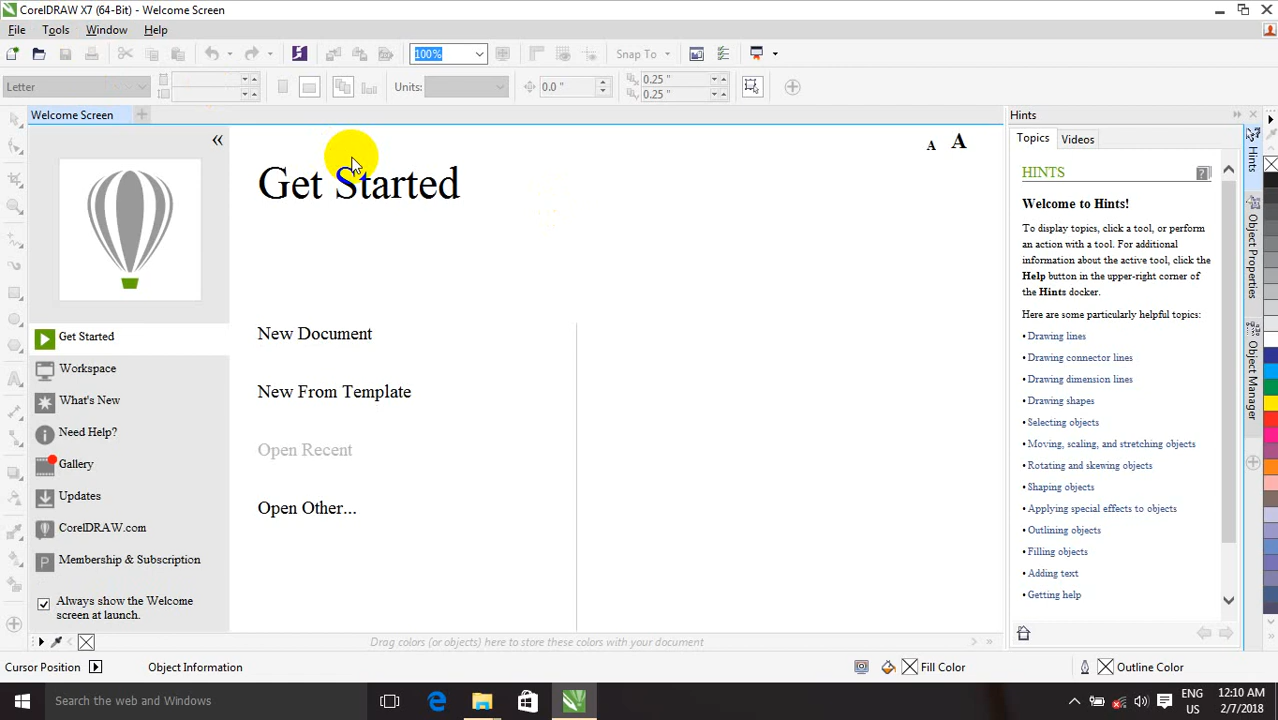 CorelDRAW X7 (64-Bit) - Welcome Screen
File Tools Window Help
100% Snap To
Letter Units: 0.0 " 0.25 "
0.25 "
Welcome Screen
Get Started
A A
New Document
New From Template
Open Recent
Open Other...
Get Started
Workspace
What's New
Need Help?
Gallery
Updates
CorelDRAW.com
Membership & Subscription
Always show the Welcome
screen at launch.
Hints
Topics Videos
HINTS
Welcome to Hints!
To display topics, click a tool, or perform
an action with a tool. For additional
information about the active tool, click the
Help button in the upper-right corner of
the Hints docker.
Here are some particularly helpful topics:
• Drawing lines
• Drawing connector lines
• Drawing dimension lines
• Drawing shapes
• Selecting objects
• Moving, scaling, and stretching objects
• Rotating and skewing objects
• Shaping objects
• Applying special effects to objects
• Outlining objects
• Filling objects
• Adding text
• Getting help
Hints
Object Properties
Object Manager
Drag colors (or objects) here to store these colors with your document
Cursor Position Object Information Fill Color Outline Color
Search the web and Windows
ENG
US
12:10 AM
2/7/2018